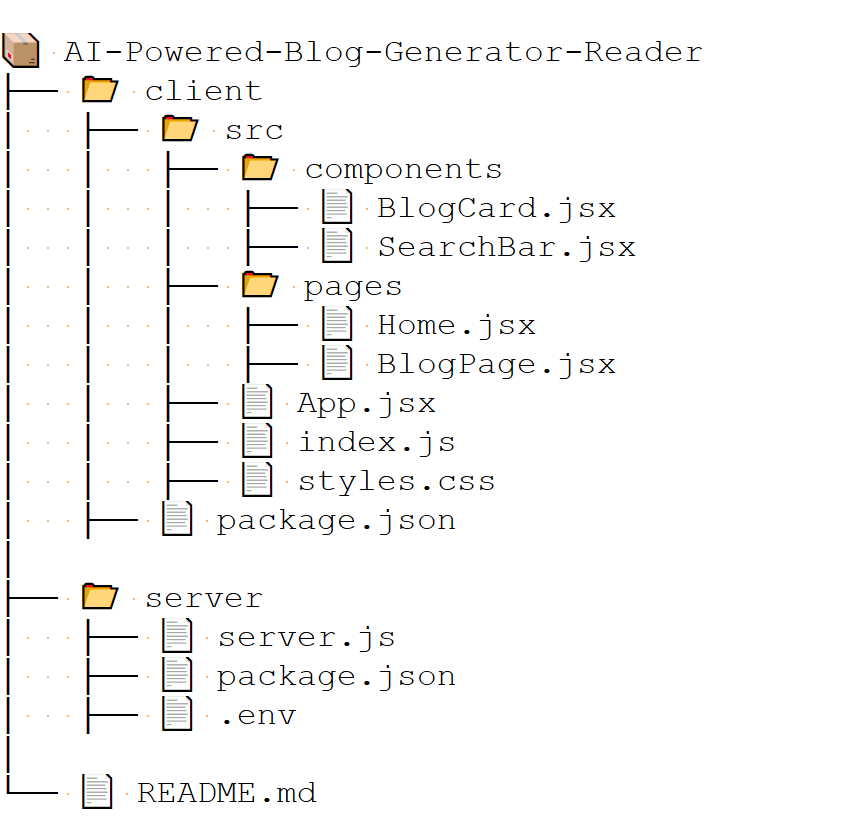 AI-Powered-Blog-Generator-Reader
client
src
components
BlogCard.jsx
SearchBar.jsx
pages
Home.jsx
BlogPage.jsx
App.jsx
index.js
styles.css
package.json
server
server.js
package.json
.env
README.md